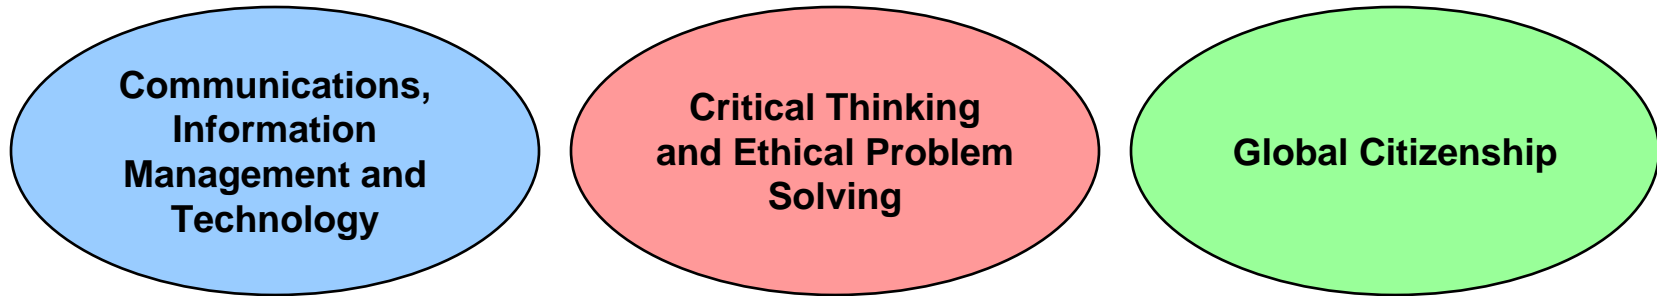 Communications,
Information
Management and
Technology
Critical Thinking
and Ethical Problem
Solving
Global Citizenship